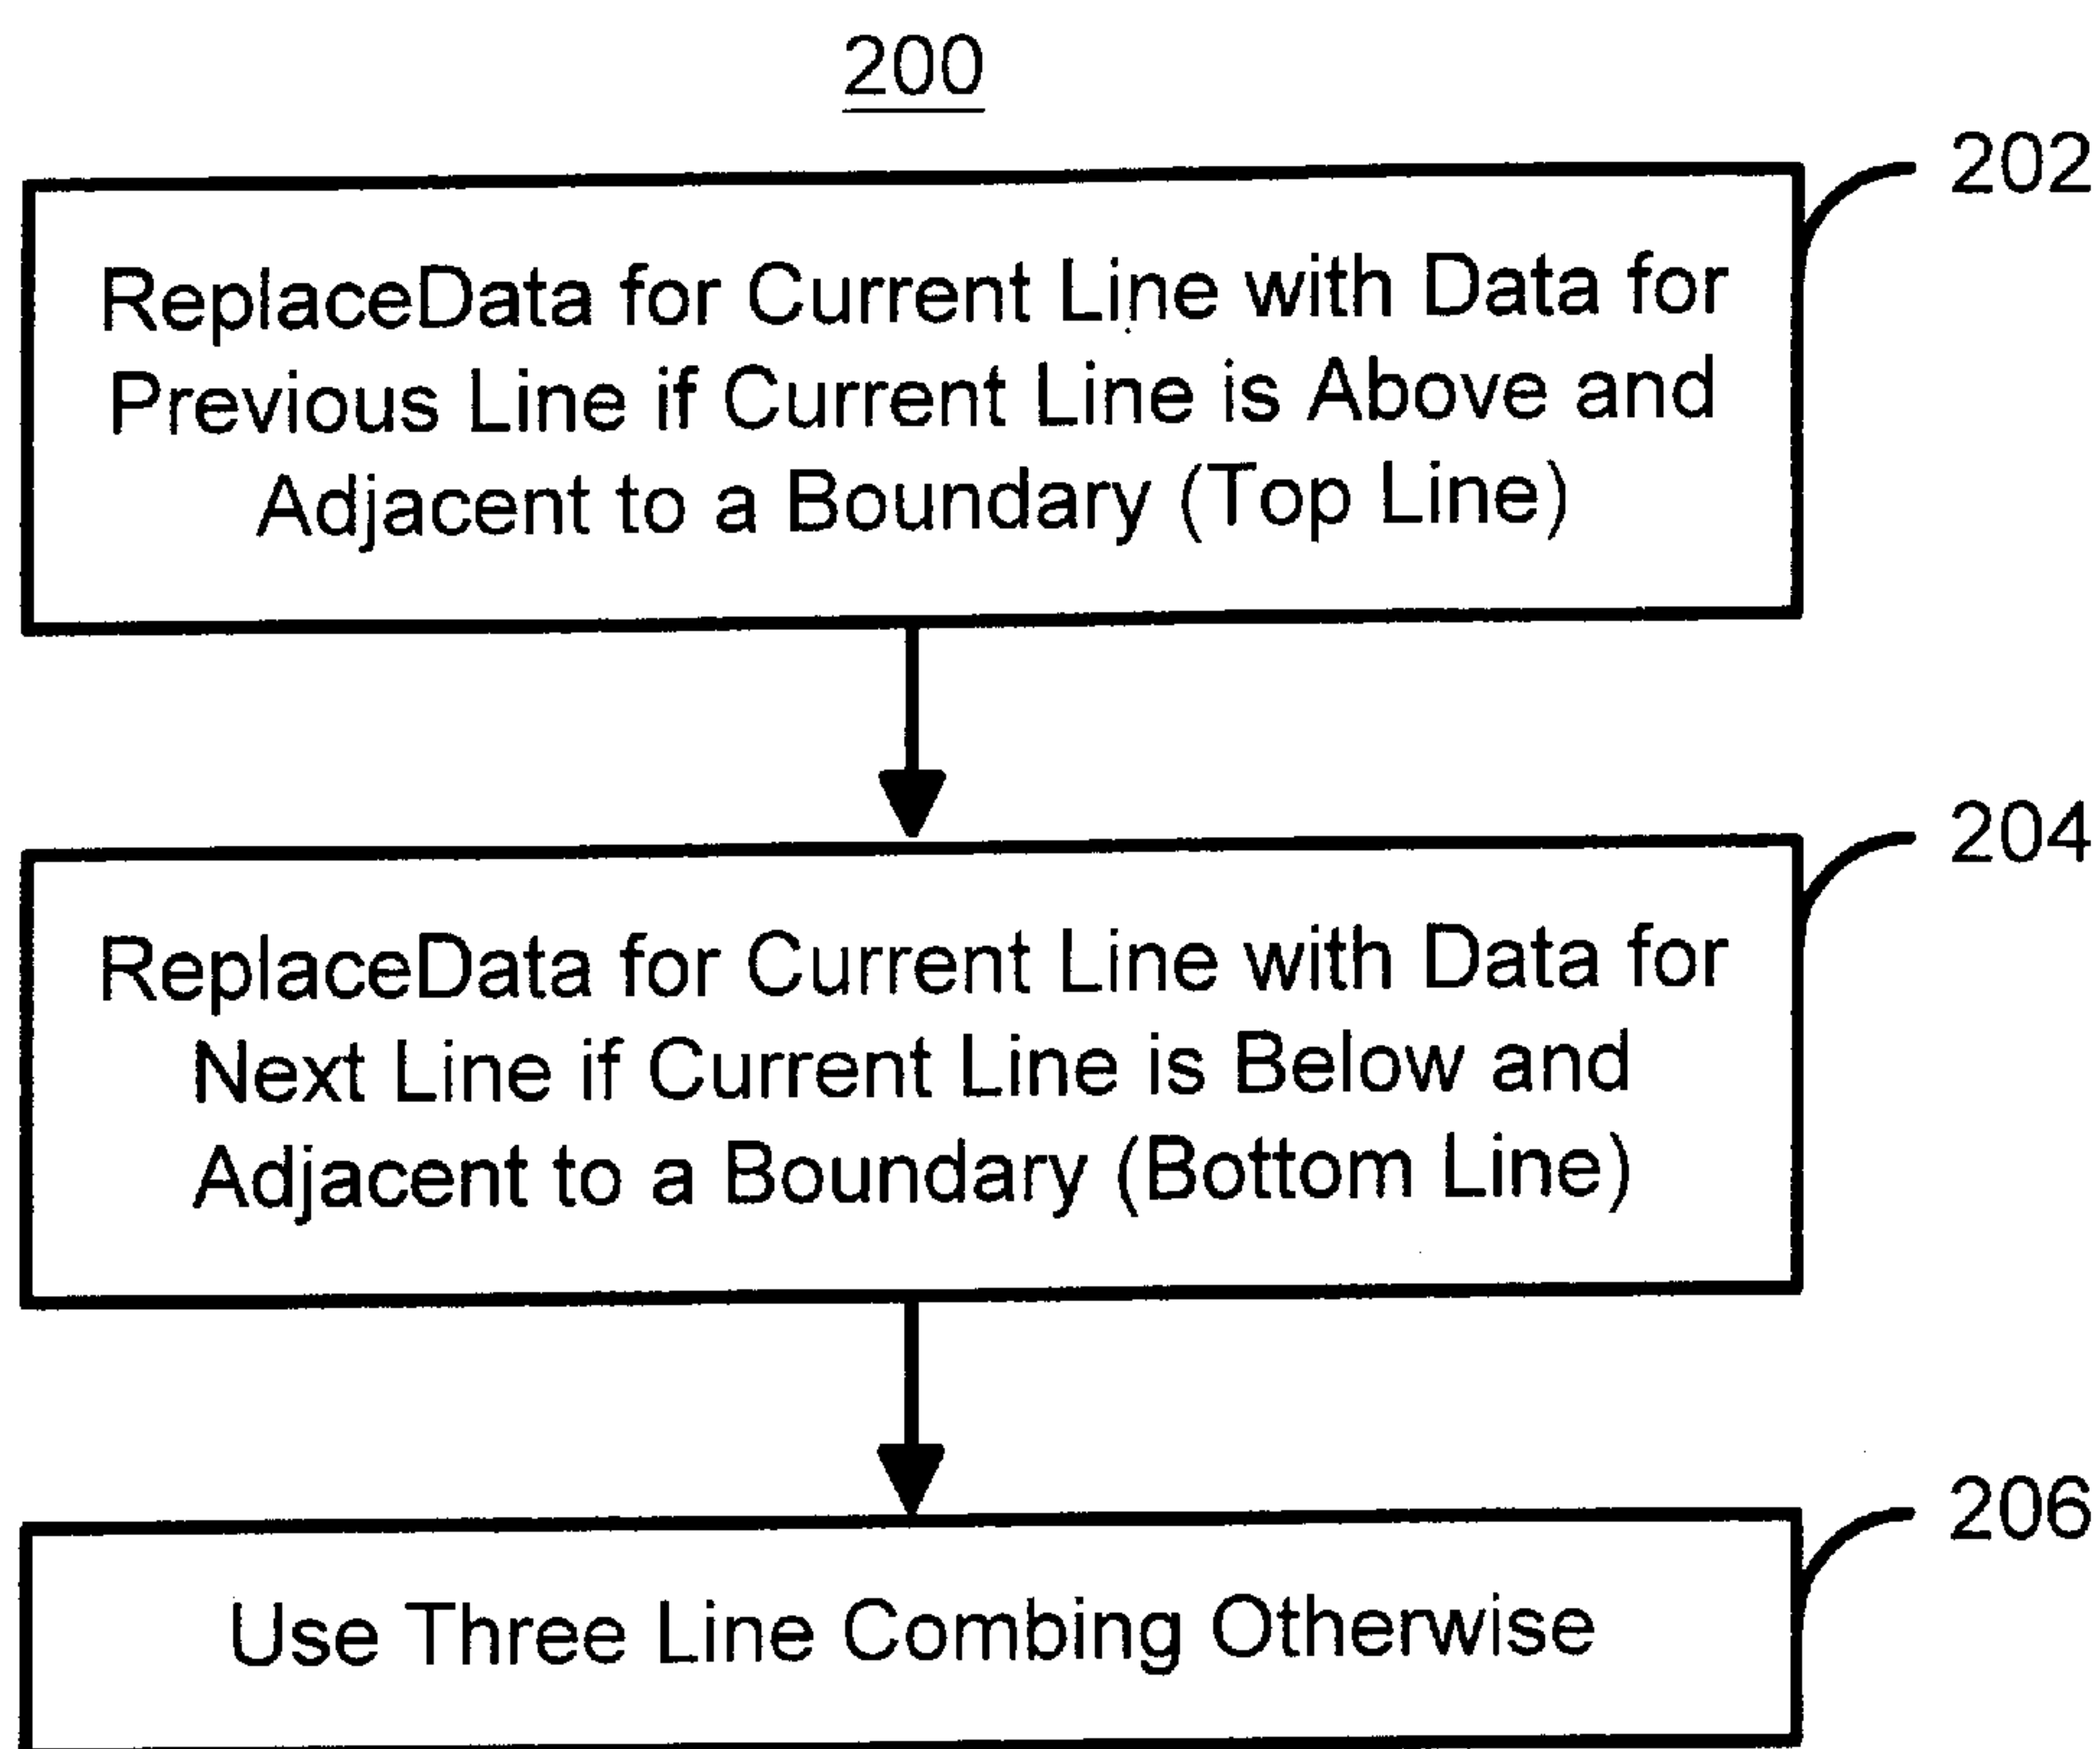 200
202
ReplaceData for Current Line with Data for
Previous Line if Current Line is Above and
Adjacent to a Boundary (Top Line)
204
ReplaceData for Current Line with Data for
Next Line if Current Line is Below and
Adjacent to a Boundary (Bottom Line)
206
Use Three Line Combing Otherwise